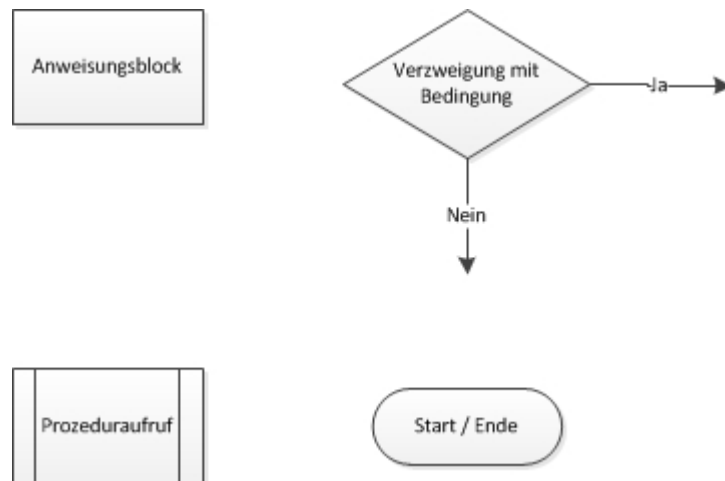 Anweisungsblock
Verzweigung mit
Bedingung
Ja
Nein
Prozeduraufruf
Start / Ende